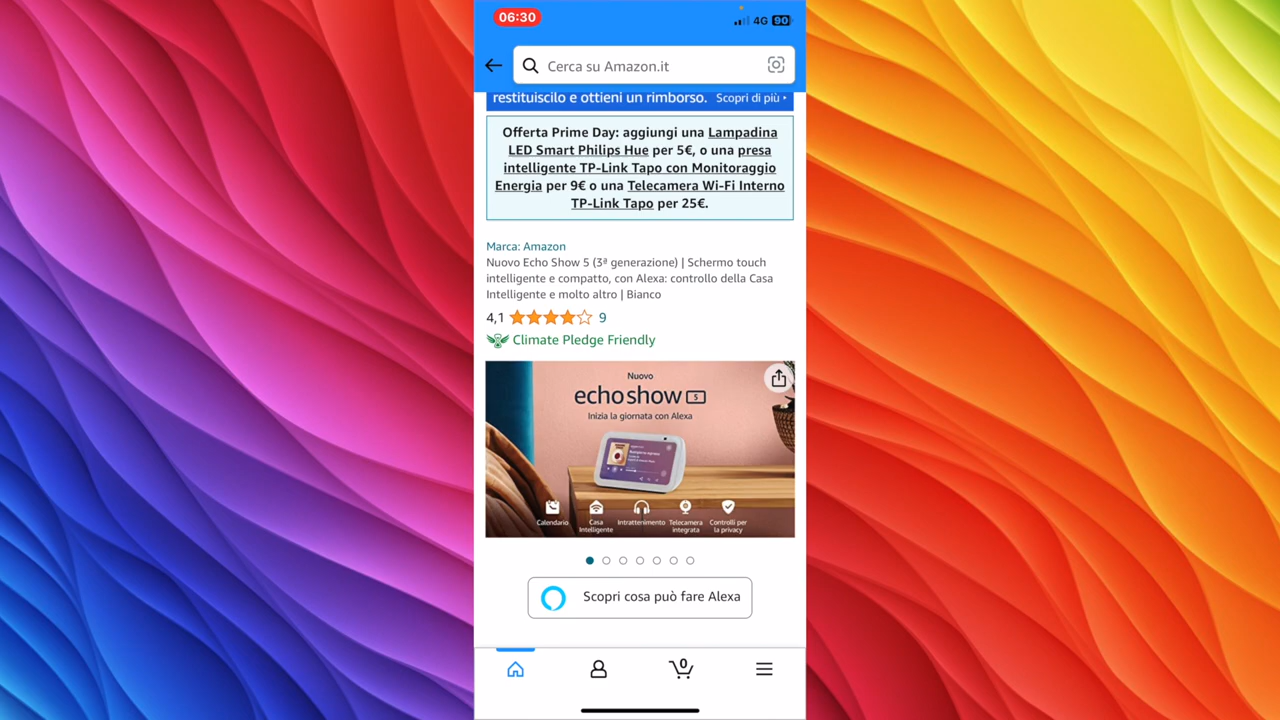 06:30
4G 90
Cerca su Amazon.it
restituiscilo e ottieni un rimborso. Scopri di più
Offerta Prime Day: aggiungi una Lampadina
LED Smart Philips Hue per 5€, o una presa
intelligente TP-Link Tapo con Monitoraggio
Energia per 9€ o una Telecamera Wi-Fi Interno
TP-Link Tapo per 25€.
Marca: Amazon
Nuovo Echo Show 5 (3ª generazione) | Schermo touch
intelligente e compatto, con Alexa: controllo della Casa
Intelligente e molto altro | Bianco
4,1 9
Climate Pledge Friendly
Nuovo
echo show 5
Inizia la giornata con Alexa
Calendario Casa Intrattenimento Telecamera Controlli per
Intelligente integrata la privacy
Scopri cosa può fare Alexa
0